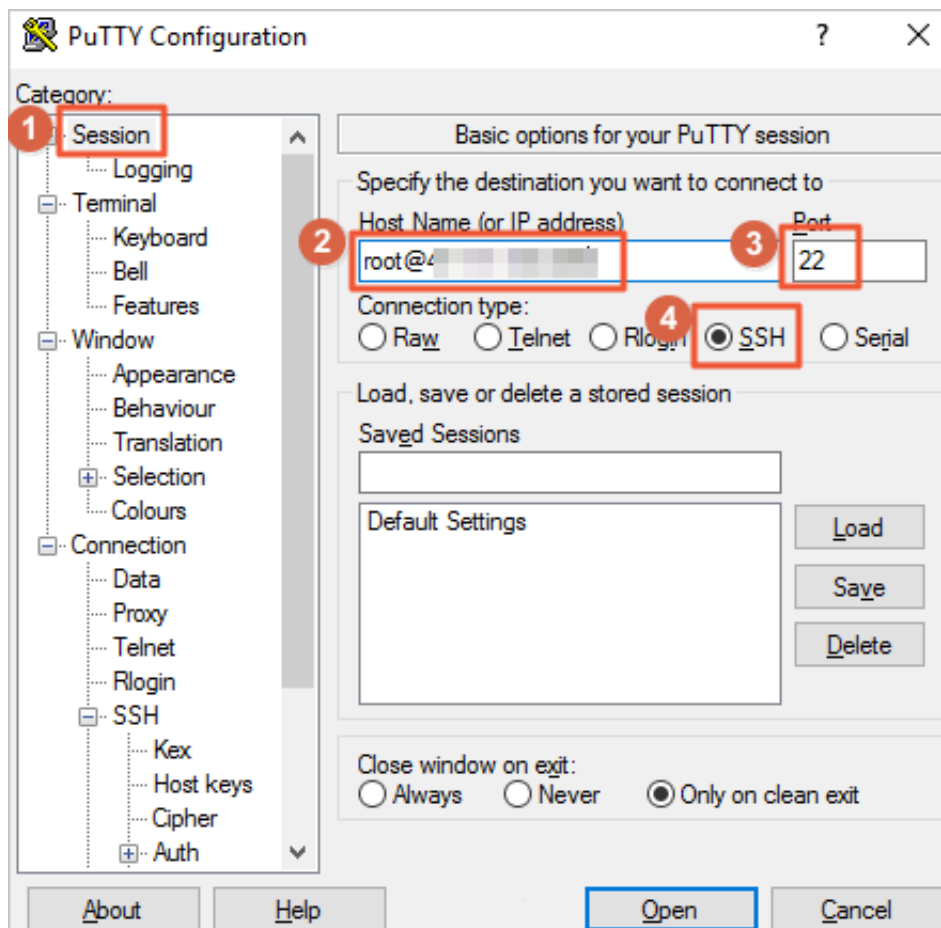 PuTTY Configuration
?
Category:
1
Session
Logging
Terminal
Keyboard
Bell
Features
Window
Appearance
Behaviour
Translation
Selection
Colours
Connection
Data
Proxy
Telnet
Rlogin
SSH
Kex
Host keys
Cipher
Auth
Basic options for your PuTTY session
Specify the destination you want to connect to
Host Name (or IP address)
Port
2
root@4
3
22
Connection type:
4
Raw
Telnet
Rlogin
SSH
Serial
Load, save or delete a stored session
Saved Sessions
Default Settings
Load
Save
Delete
Close window on exit:
Always
Never
Only on clean exit
About
Help
Open
Cancel